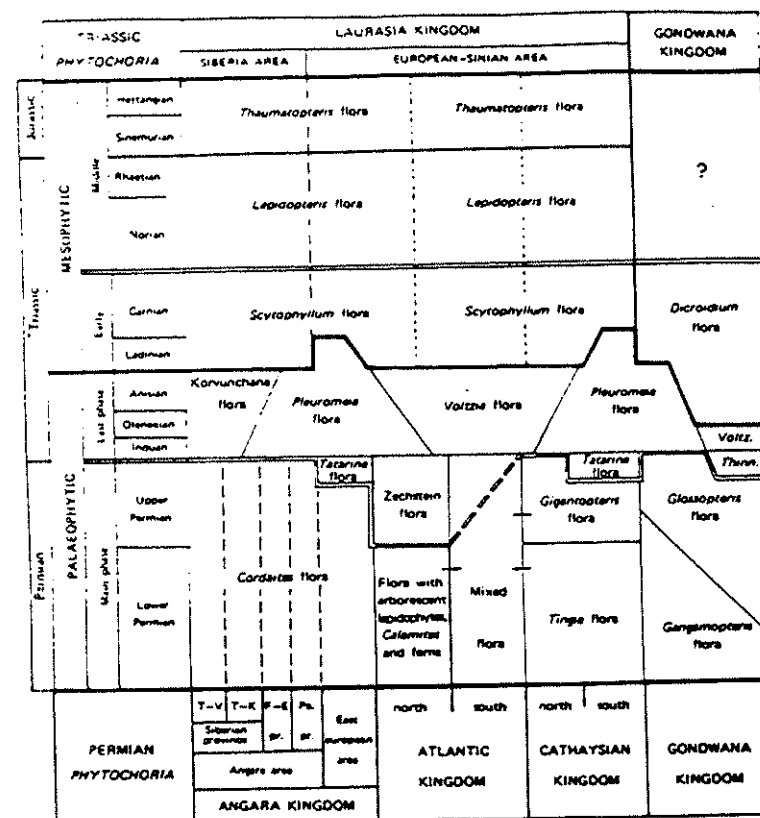 TRIASSIC
PHYTOCHORIA
LAURASIA KINGDOM
SIBERIA AREA
EUROPEAN-SINIAN AREA
GONDWANA
KINGDOM
Jurassic
Triassic
Permian
MESOPHYTIC
PALAEOPHYTIC
Middle
Early
Last phase
Main phase
Hettangian
Sinemurian
Rhaetian
Norian
Carnian
Ladinian
Anisian
Olenekian
Induan
Upper
Permian
Lower
Permian
Thaumatopteris flora
Thaumatopteris flora
Lepidopteris flora
Lepidopteris flora
?
Scytophyllum flora
Scytophyllum flora
Dicroidium
flora
Korvunchana
flora
Pleuromeia
flora
Voltzia flora
Pleuromeia
flora
Voltz.
Thinn.
Tatarina
flora
Zechstein
flora
Tatarina
flora
Gigantopteris
flora
Glossopteris
flora
Cordaites flora
Flora with
arborescent
lepidophytes,
Calamites
and ferns
Mixed
flora
Tingia flora
Gangamopteris
flora
PERMIAN
PHYTOCHORIA
T-V
T-K
Siberian
province
pr.
pr.
Angara area
East
european
area
ANGARA KINGDOM
north
south
ATLANTIC
KINGDOM
north
south
CATHAYSIAN
KINGDOM
GONDWANA
KINGDOM